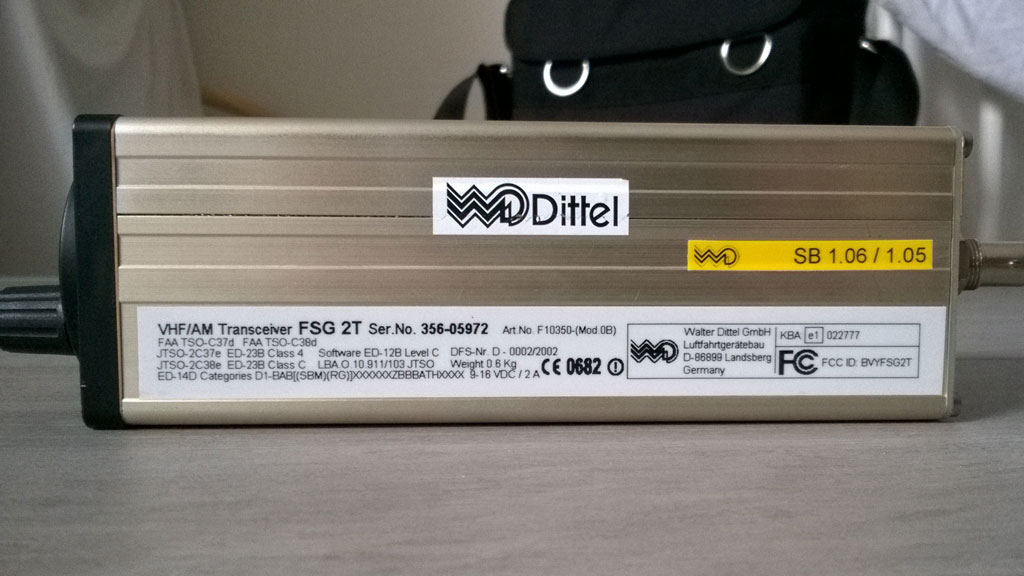 WD Dittel
WD SB 1.06 / 1.05
VHF/AM Transceiver FSG 2T Ser.No. 356-05972 Art No. F10350-(Mod.0B)
FAA TSO-C37d FAA TSO-C38d
JTSO-2C37e ED-23B Class 4 Software ED-12B Level C DFS-Nr. D - 0002/2002
JTSO-2C38e ED-23B Class C LBA.O 10.911/103 JTSO Weight 0.6 Kg
ED-14D Categories D1-BAB[(SBM)(RG)]XXXXXXZBBBATHXXXX 9-16 VDC / 2 A
CE 0682
WD
Walter Dittel GmbH
Luftfahrtgerätebau
D-86899 Landsberg
Germany
KBA e1 022777
FC FCC ID: BVYFSG2T